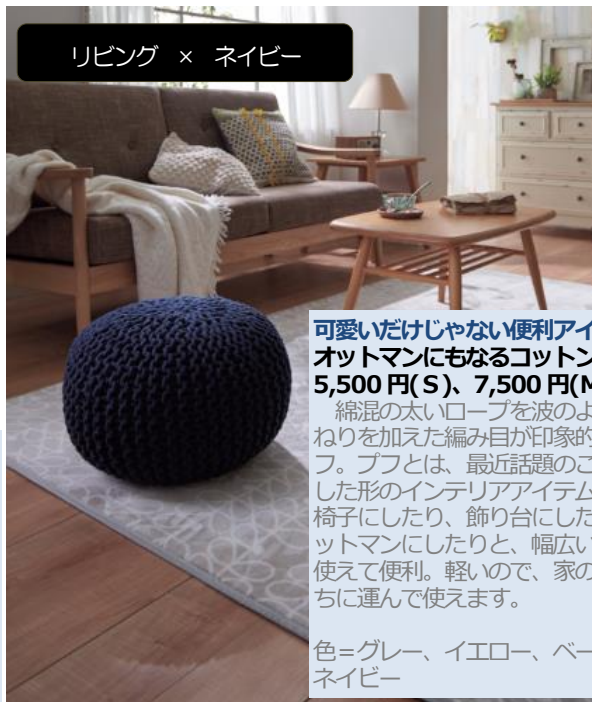 リビング × ネイビー
可愛いだけじゃない便利アイ
オットマンにもなるコットン
5,500 円(S)、7,500 円(M
綿混の太いロープを波のよ
ねりを加えた編み目が印象的
フ。プフとは、最近話題のこ
した形のインテリアアイテム
椅子にしたり、飾り台にした
ットマンにしたりと、幅広い
使えて便利。軽いので、家の
ちに運んで使えます。
色=グレー、イエロー、ベー
ネイビー